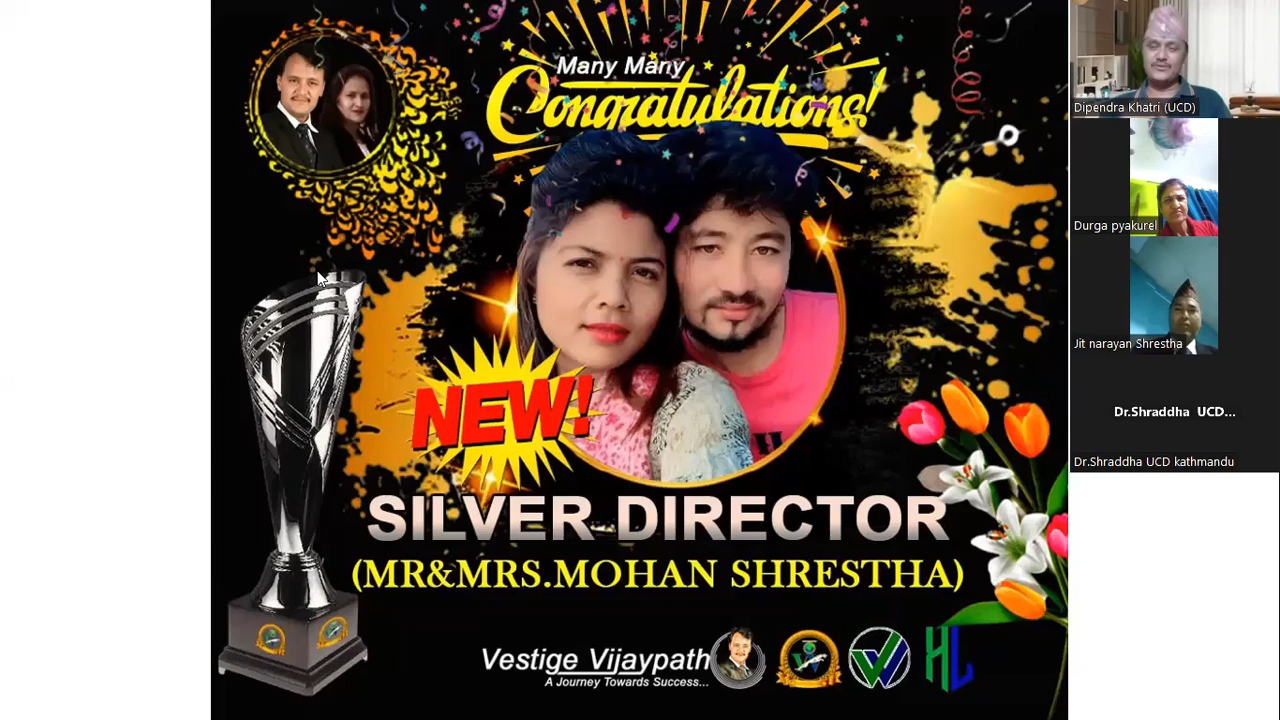 Many Many
Congratulations!
NEW!
SILVER DIRECTOR
(MR&MRS.MOHAN SHRESTHA)
Vestige Vijaypath
A Journey Towards Success...
HL
Dipendra Khatri (UCD)
Durga pyakurel
Jit narayan Shrestha
Dr.Shraddha UCD...
Dr.Shraddha UCD kathmandu